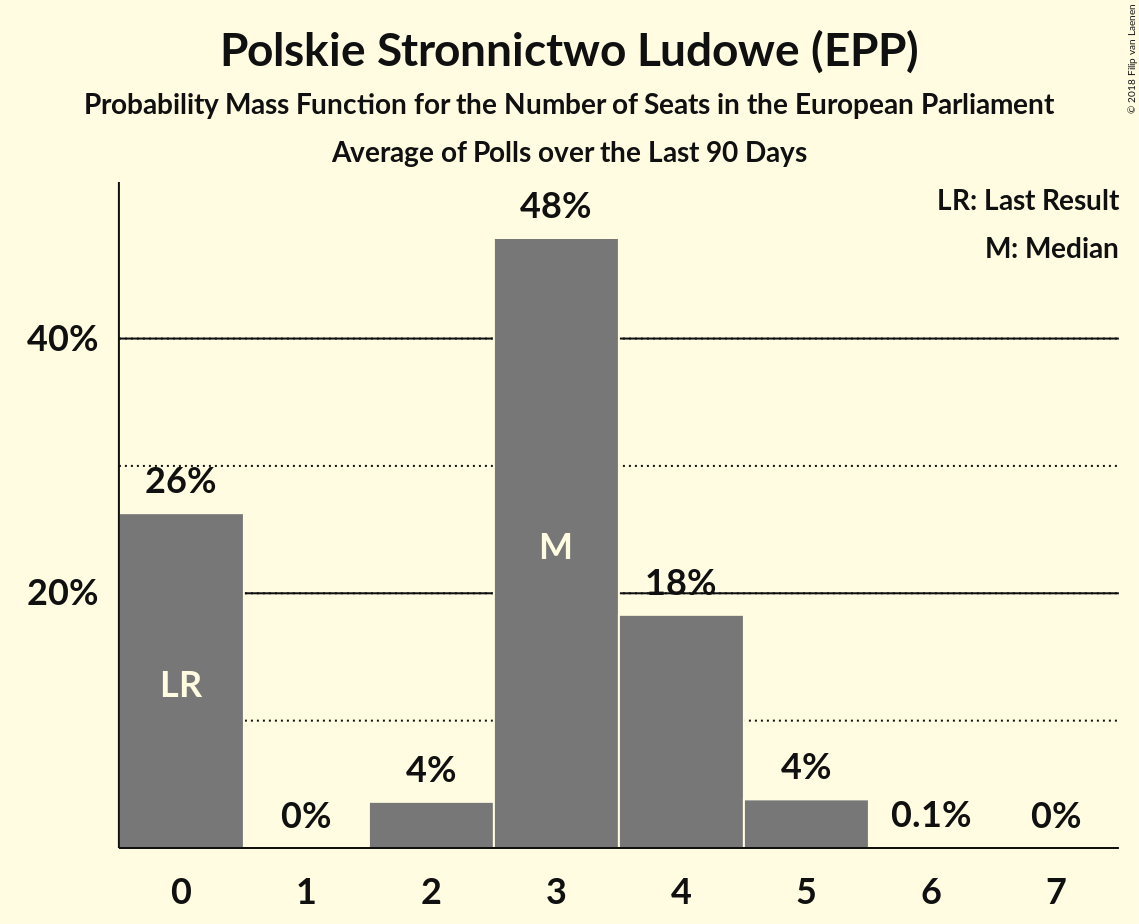 Polskie Stronnictwo Ludowe (EPP)
Probability Mass Function for the Number of Seats in the European Parliament
Average of Polls over the Last 90 Days
© 2018 Filip van Laenen
LR: Last Result
M: Median
48%
40%
26%
M
18%
20%
LR
4%
4%
0%
0.1%
0%
0 1 2 3 4 5 6 7